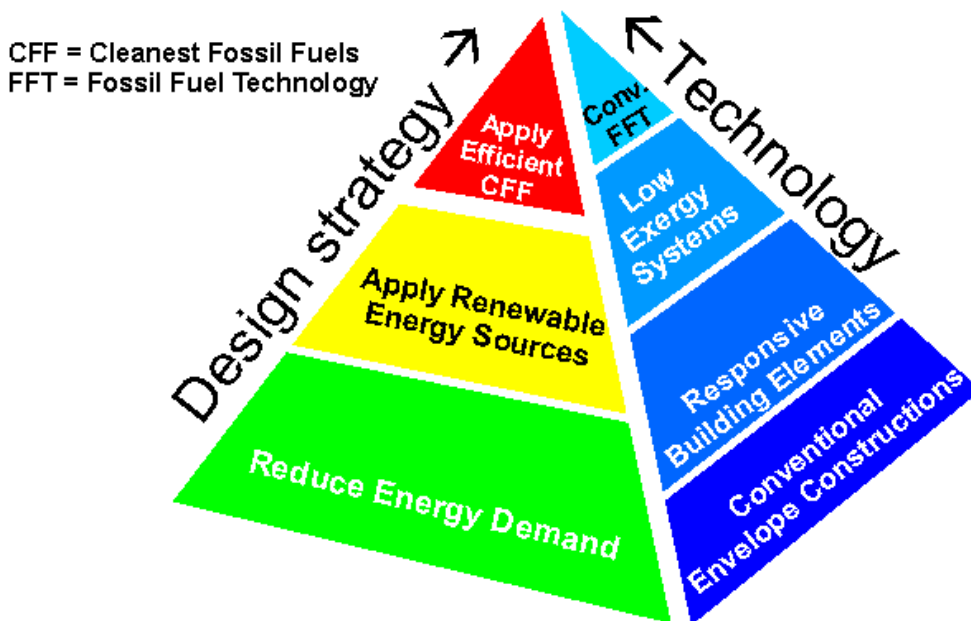 CFF = Cleanest Fossil Fuels
FFT = Fossil Fuel Technology
Design strategy
Technology
Apply
Efficient
CFF
Conv.
FFT
Low
Exergy
Systems
Apply Renewable
Energy Sources
Responsive
Building Elements
Reduce Energy Demand
Conventional
Envelope Constructions